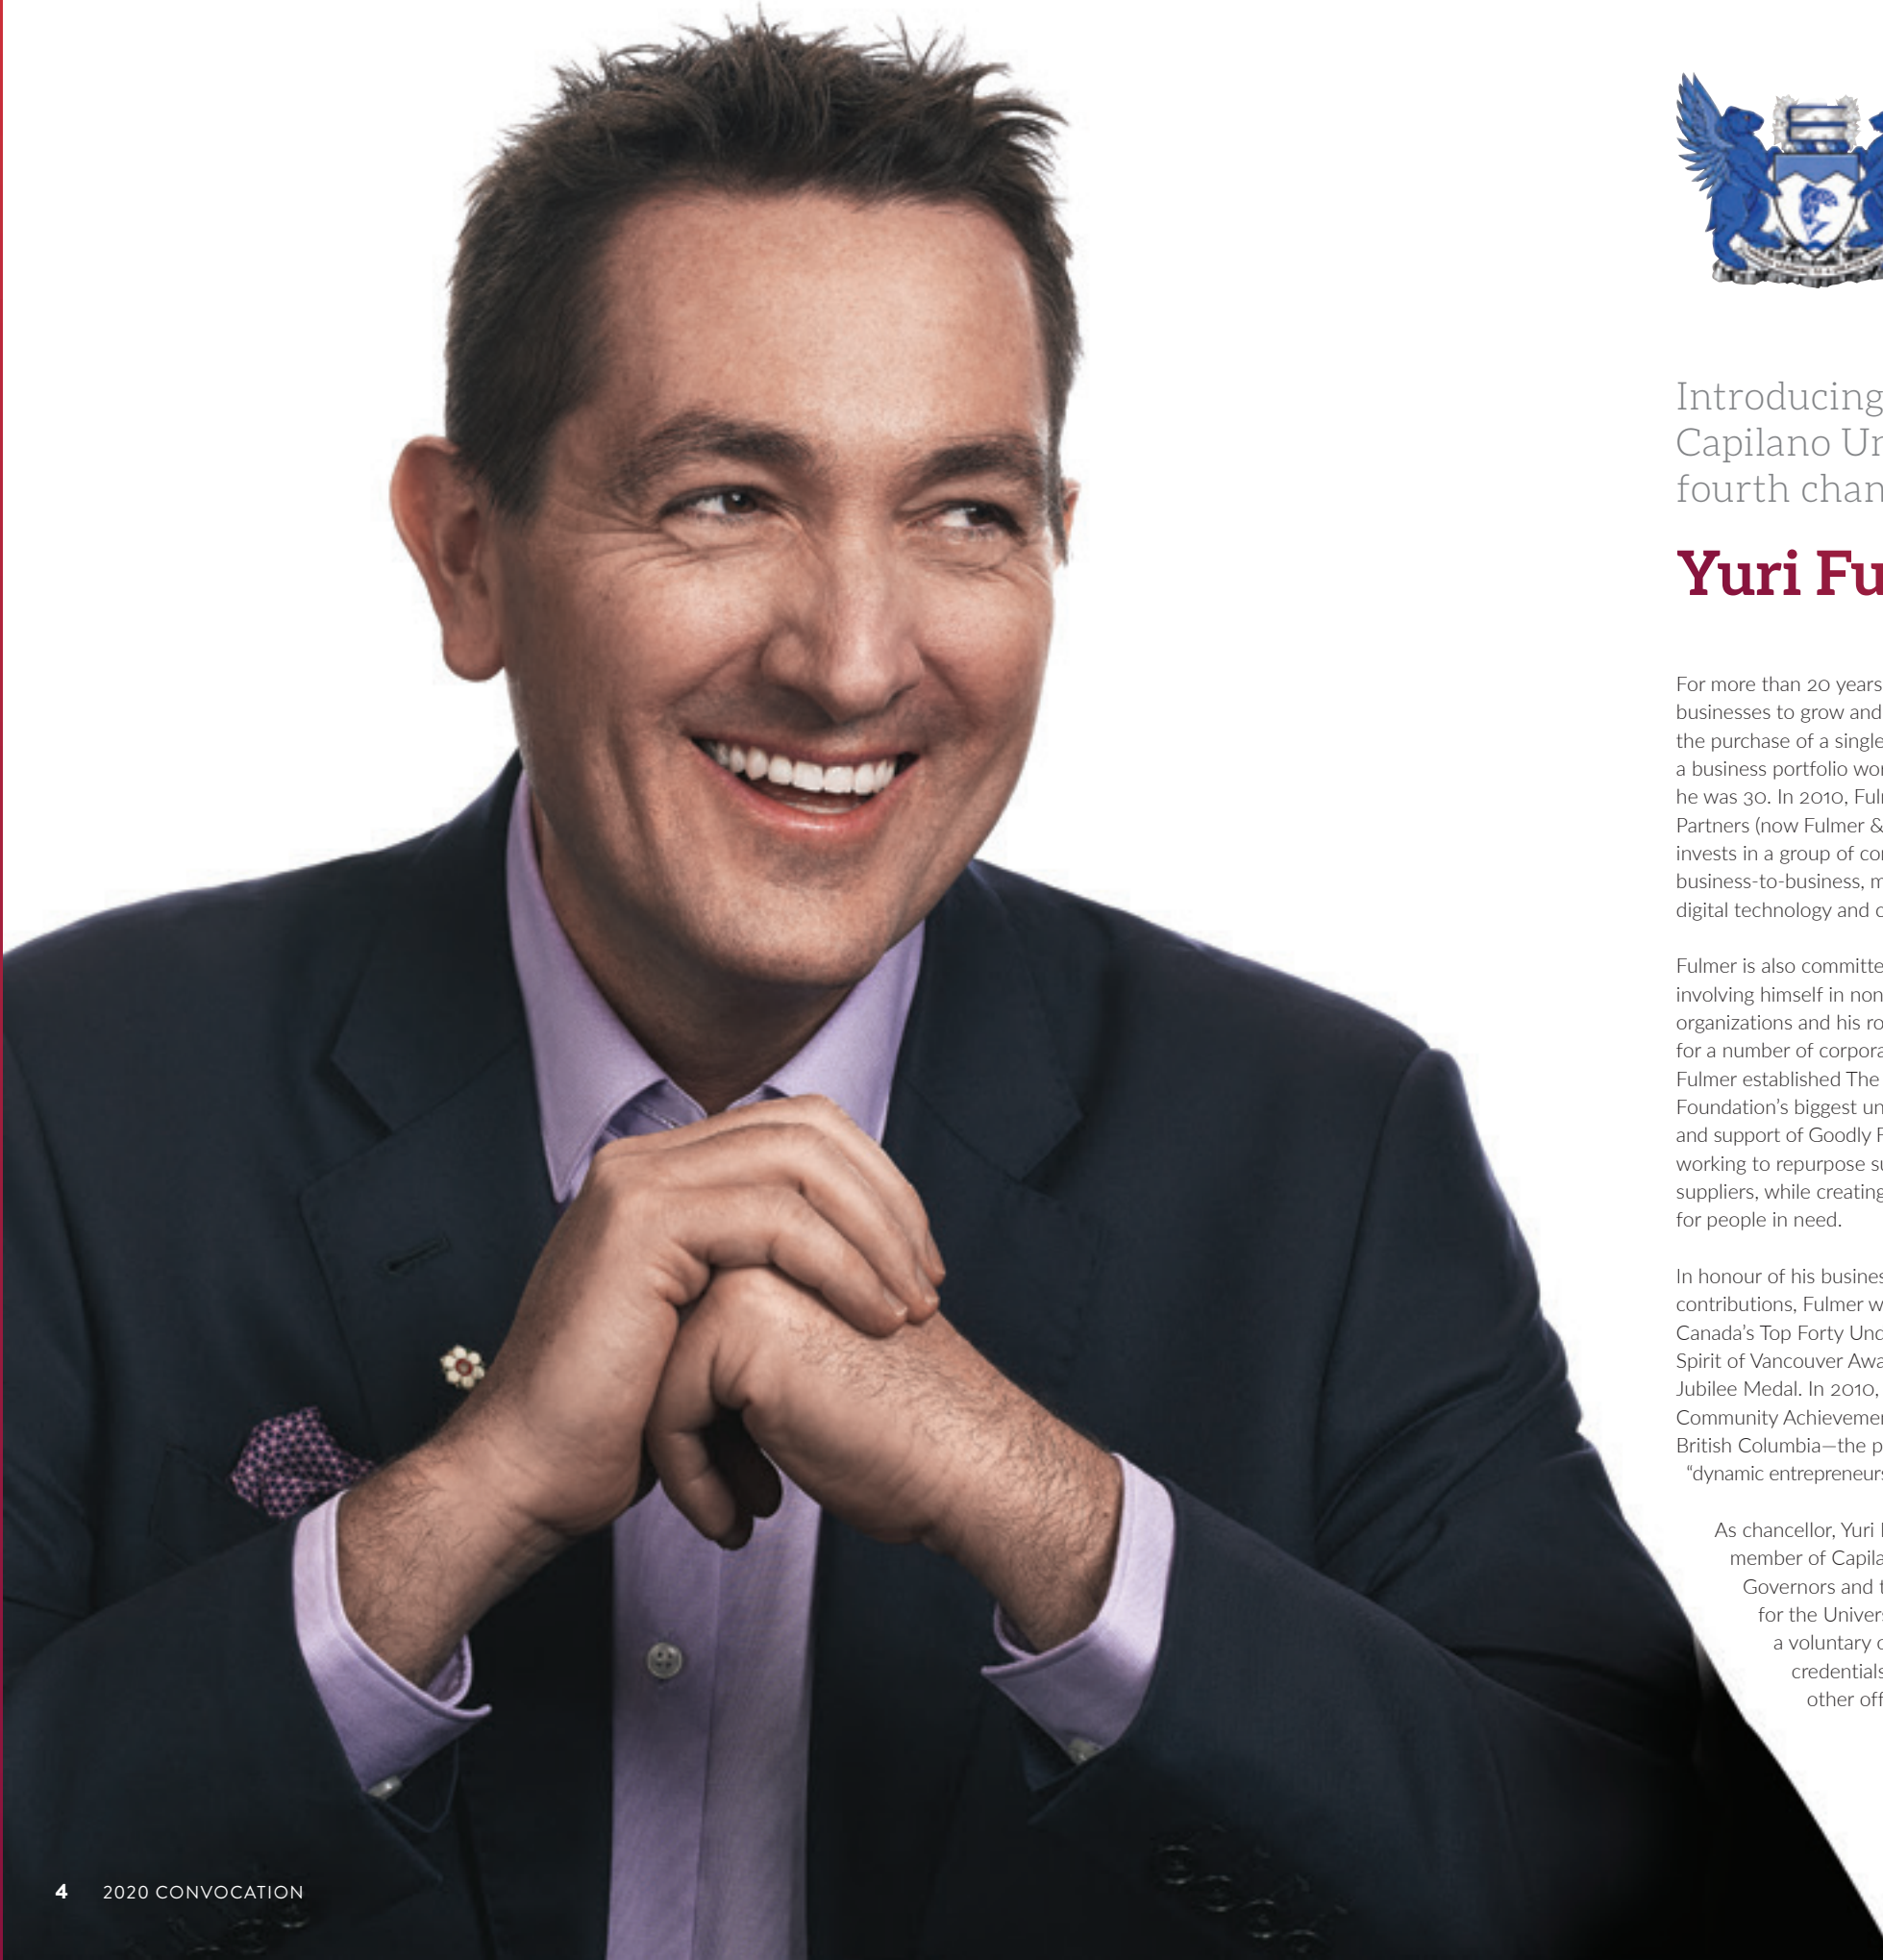 Introducing
Capilano Un
fourth chan
Yuri Fu
For more than 20 years
businesses to grow and
the purchase of a single
a business portfolio wor
he was 30. In 2010, Fulm
Partners (now Fulmer &
invests in a group of co
business-to-business, m
digital technology and c
Fulmer is also committe
involving himself in non
organizations and his ro
for a number of corpora
Fulmer established The
Foundation’s biggest un
and support of Goodly F
working to repurpose su
suppliers, while creating
for people in need.
In honour of his busines
contributions, Fulmer w
Canada’s Top Forty Und
Spirit of Vancouver Awa
Jubilee Medal. In 2010,
Community Achievemen
British Columbia—the p
“dynamic entrepreneurs
As chancellor, Yuri
member of Capila
Governors and t
for the Univers
a voluntary c
credentials
other off
4 2020 CONVOCATION